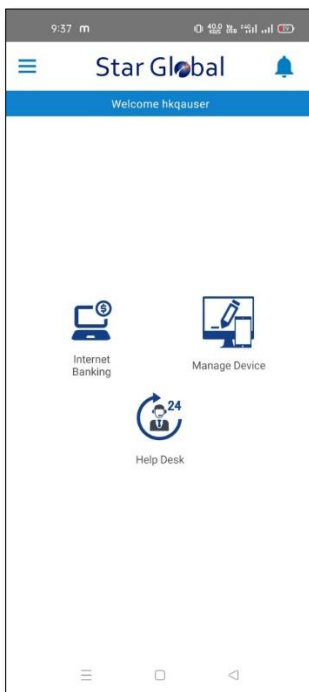 9:37 m
Star Global
Welcome hkqauser
$
Internet
Banking
Manage Device
24
Help Desk